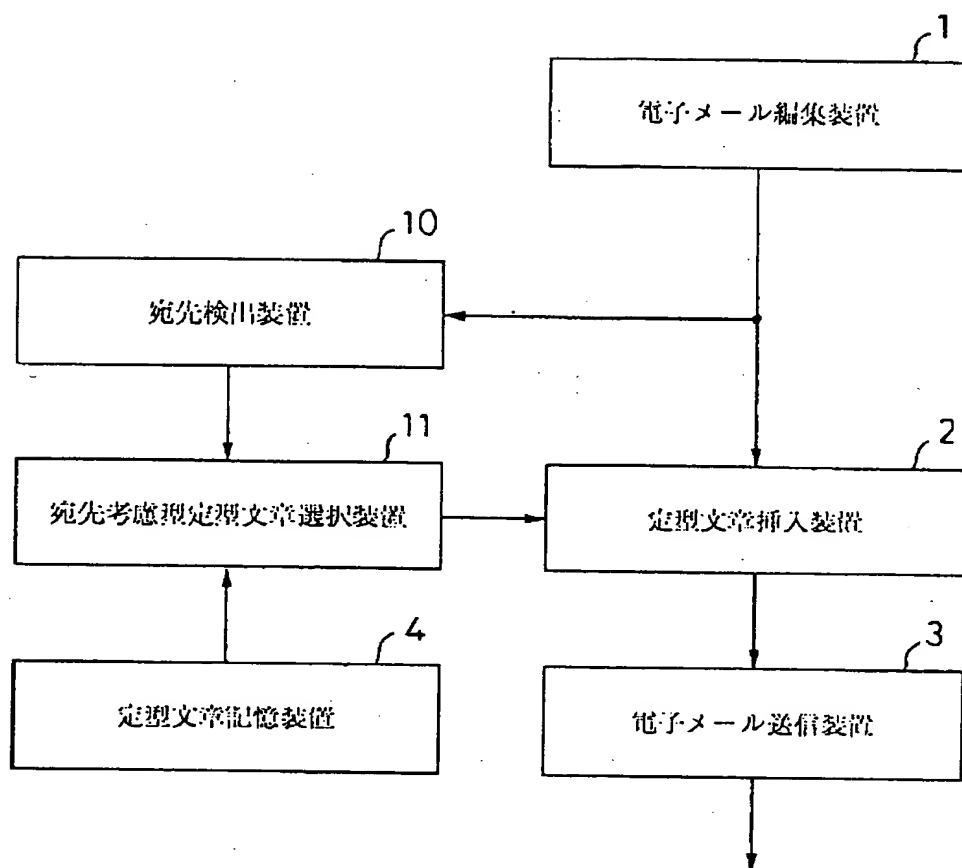 1
電子メール編集装置
10
宛先検出装置
11
宛先考慮型定型文章選択装置
2
定型文章挿入装置
4
定型文章記憶装置
3
電子メール送信装置